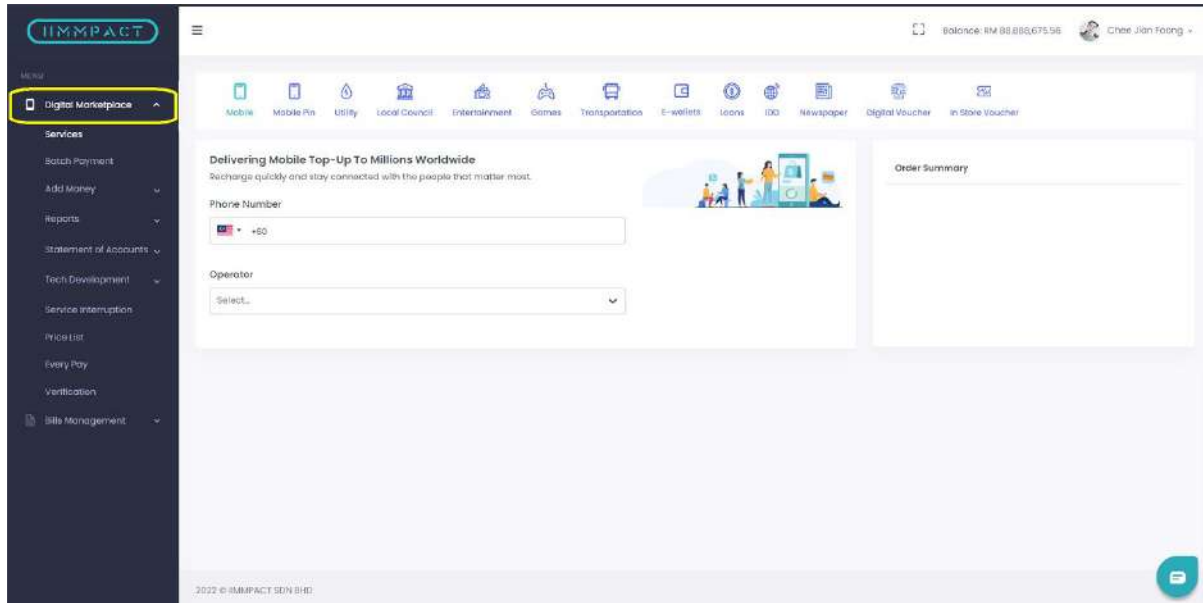 IIMMPACT
Balance: RM 88,888,675.56
Chee Jian Foong
MENU
Digital Marketplace
Services
Batch Payment
Add Money
Reports
Statement of Accounts
Tech Development
Service Interruption
Price List
Every Pay
Verification
Bills Management
Mobile
Mobile Pin
Utility
Local Council
Entertainment
Games
Transportation
E-wallets
Loans
IDD
Newspaper
Digital Voucher
In Store Voucher
Delivering Mobile Top-Up To Millions Worldwide
Recharge quickly and stay connected with the people that matter most.
Phone Number
+60
Operator
Select...
Order Summary
2022 © IIMMPACT SDN BHD